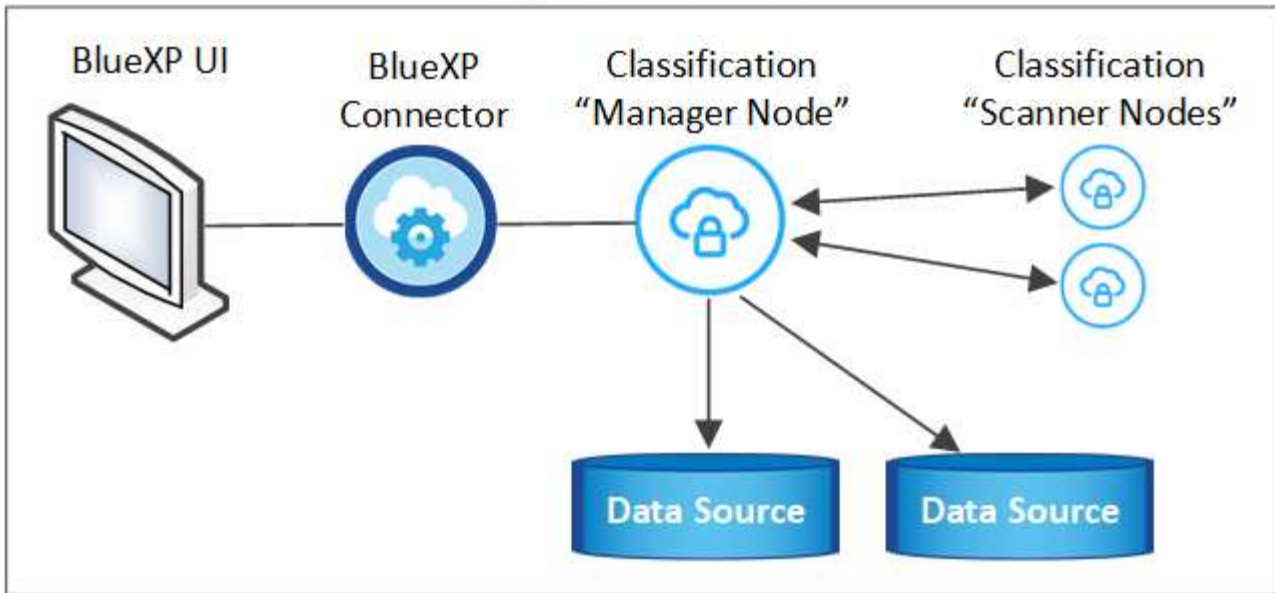 BlueXP UI
BlueXP
Connector
Classification
“Manager Node”
Classification
“Scanner Nodes”
Data Source
Data Source